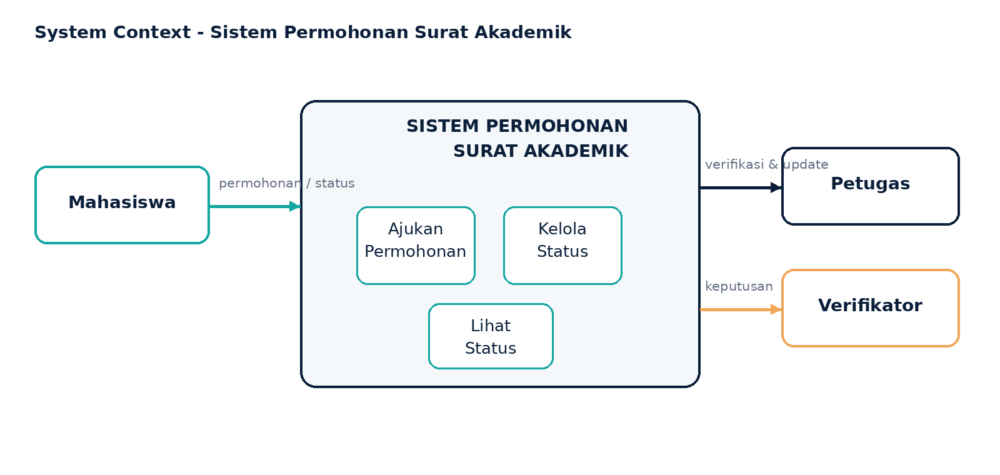 System Context - Sistem Permohonan Surat Akademik
SISTEM PERMOHONAN
SURAT AKADEMIK
Mahasiswa
permohonan / status
Ajukan
Permohonan
Kelola
Status
Lihat
Status
verifikasi & update
Petugas
keputusan
Verifikator